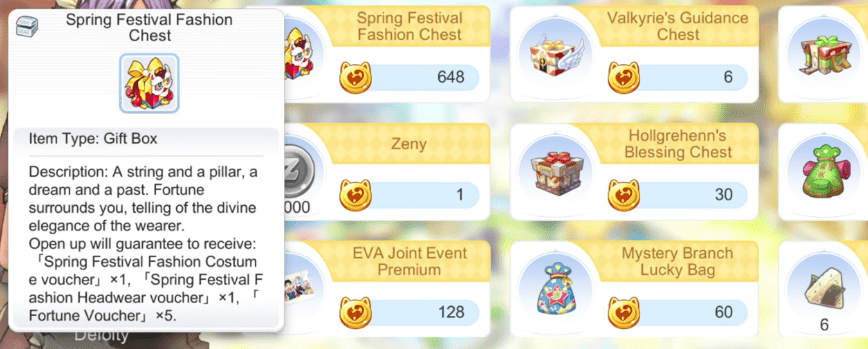 Spring Festival Fashion
Chest
Item Type: Gift Box
Description: A string and a pillar, a
dream and a past. Fortune
surrounds you, telling of the divine
elegance of the wearer.
Open up will guarantee to receive:
「Spring Festival Fashion Costum
e voucher」×1, 「Spring Festival F
ashion Headwear voucher」×1, 「
Fortune Voucher」×5.
Spring Festival
Fashion Chest
648
Valkyrie's Guidance
Chest
6
Zeny
000
1
Hollgrehenn's
Blessing Chest
30
EVA Joint Event
Premium
128
Mystery Branch
Lucky Bag
60
6